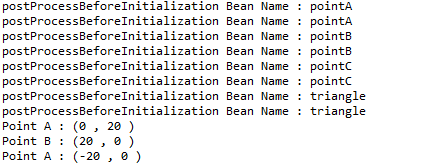 postProcessBeforeInitialization Bean Name : pointA
postProcessBeforeInitialization Bean Name : pointA
postProcessBeforeInitialization Bean Name : pointB
postProcessBeforeInitialization Bean Name : pointB
postProcessBeforeInitialization Bean Name : pointC
postProcessBeforeInitialization Bean Name : pointC
postProcessBeforeInitialization Bean Name : triangle
postProcessBeforeInitialization Bean Name : triangle
Point A : (0 , 20 )
Point B : (20 , 0 )
Point A : (-20 , 0 )